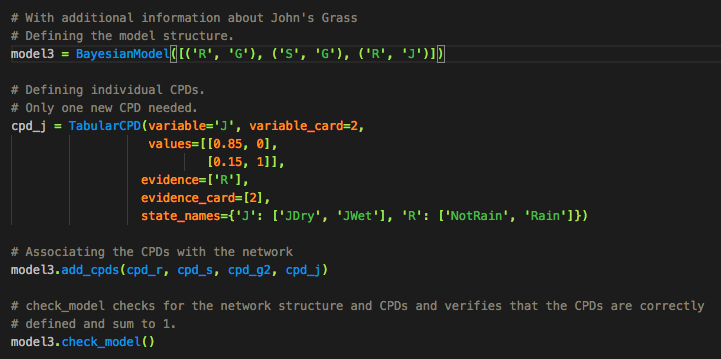 # With additional information about John's Grass
# Defining the model structure.
model3 = BayesianModel([('R', 'G'), ('S', 'G'), ('R', 'J')])
# Defining individual CPDs.
# Only one new CPD needed.
cpd_j = TabularCPD(variable='J', variable_card=2,
values=[[0.85, 0],
[0.15, 1]],
evidence=['R'],
evidence_card=[2],
state_names={'J': ['JDry', 'JWet'], 'R': ['NotRain', 'Rain']})
# Associating the CPDs with the network
model3.add_cpds(cpd_r, cpd_s, cpd_g2, cpd_j)
# check_model checks for the network structure and CPDs and verifies that the CPDs are correctly
# defined and sum to 1.
model3.check_model()